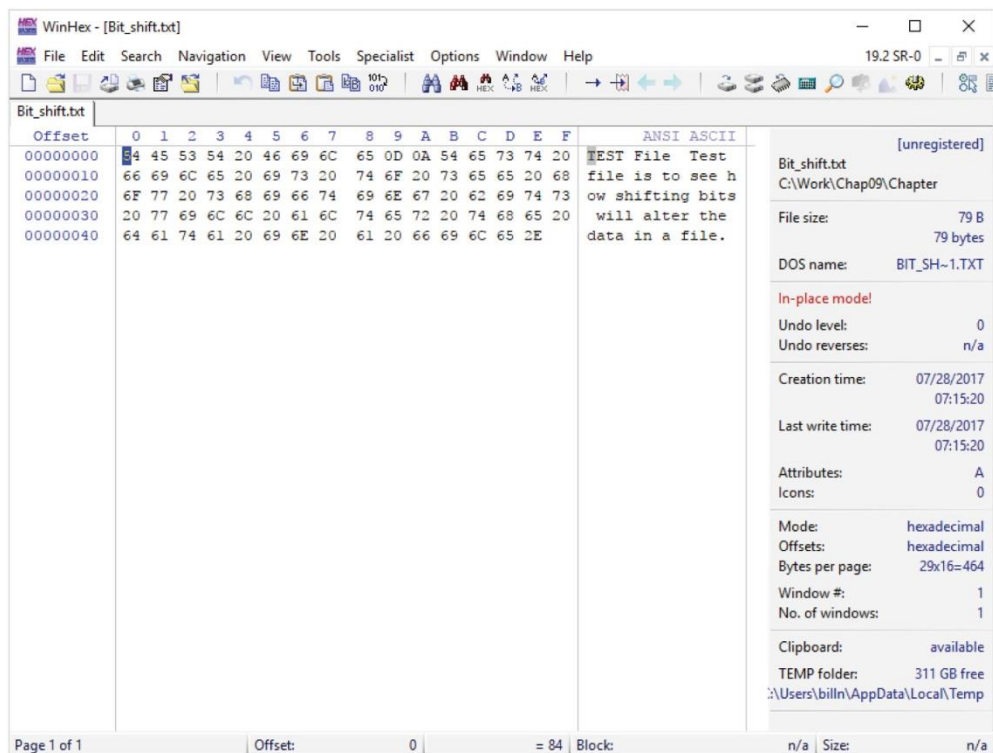 WinHex - [Bit_shift.txt]
File Edit Search Navigation View Tools Specialist Options Window Help 19.2 SR-0
Bit_shift.txt
Offset 0 1 2 3 4 5 6 7 8 9 A B C D E F ANSI ASCII
00000000 54 45 53 54 20 46 69 6C 65 0D 0A 54 65 73 74 20 TEST File Test
00000010 66 69 6C 65 20 69 73 20 74 6F 20 73 65 65 20 68 file is to see h
00000020 6F 77 20 73 68 69 66 74 69 6E 67 20 62 69 74 73 ow shifting bits
00000030 20 77 69 6C 6C 20 61 6C 74 65 72 20 74 68 65 20 will alter the
00000040 64 61 74 61 20 69 6E 20 61 20 66 69 6C 65 2E data in a file.
[unregistered]
Bit_shift.txt
C:\Work\Chap09\Chapter
File size: 79 B
79 bytes
DOS name: BIT_SH~1.TXT
In-place mode!
Undo level: 0
Undo reverses: n/a
Creation time: 07/28/2017
07:15:20
Last write time: 07/28/2017
07:15:20
Attributes: A
Icons: 0
Mode: hexadecimal
Offsets: hexadecimal
Bytes per page: 29x16=464
Window #: 1
No. of windows: 1
Clipboard: available
TEMP folder: 311 GB free
:\Users\billn\AppData\Local\Temp
Page 1 of 1 Offset: 0 = 84 Block: n/a Size: n/a